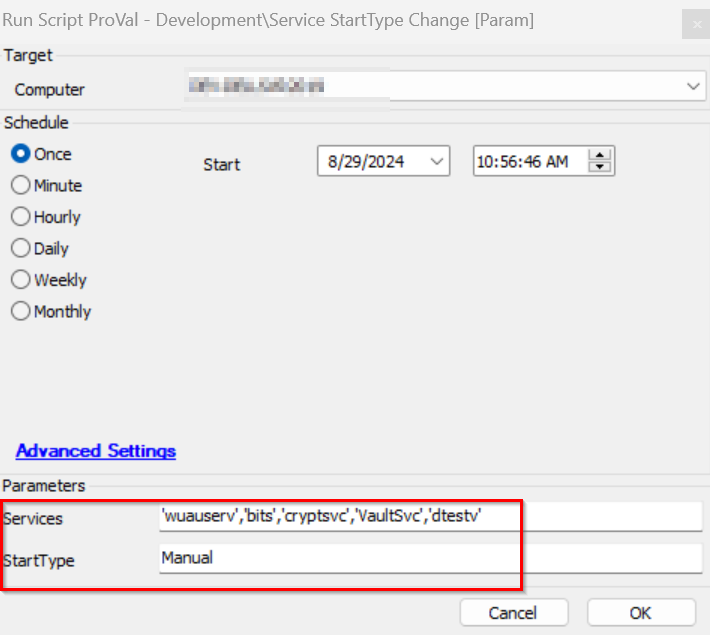 Run Script ProVal - Development\Service StartType Change [Param]
Target
Computer
Schedule
Once
Start
8/29/2024
10:56:46 AM
Minute
Hourly
Daily
Weekly
Monthly
Advanced Settings
Parameters
Services
'wuauserv','bits','cryptsvc','VaultSvc','dtestv'
StartType
Manual
Cancel
OK